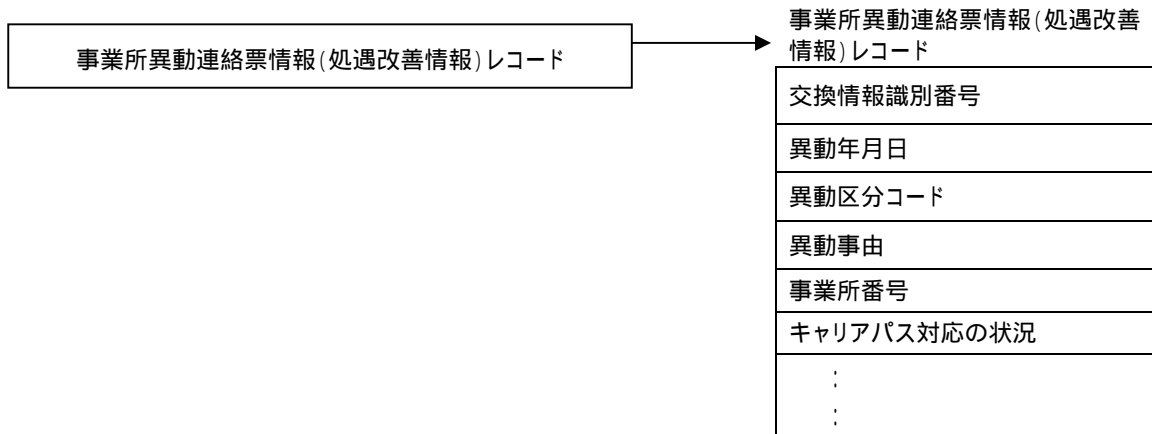 事業所異動連絡票情報(処遇改善情報)レコード
事業所異動連絡票情報(処遇改善
情報)レコード
交換情報識別番号
異動年月日
異動区分コード
異動事由
事業所番号
キャリアパス対応の状況
:
: